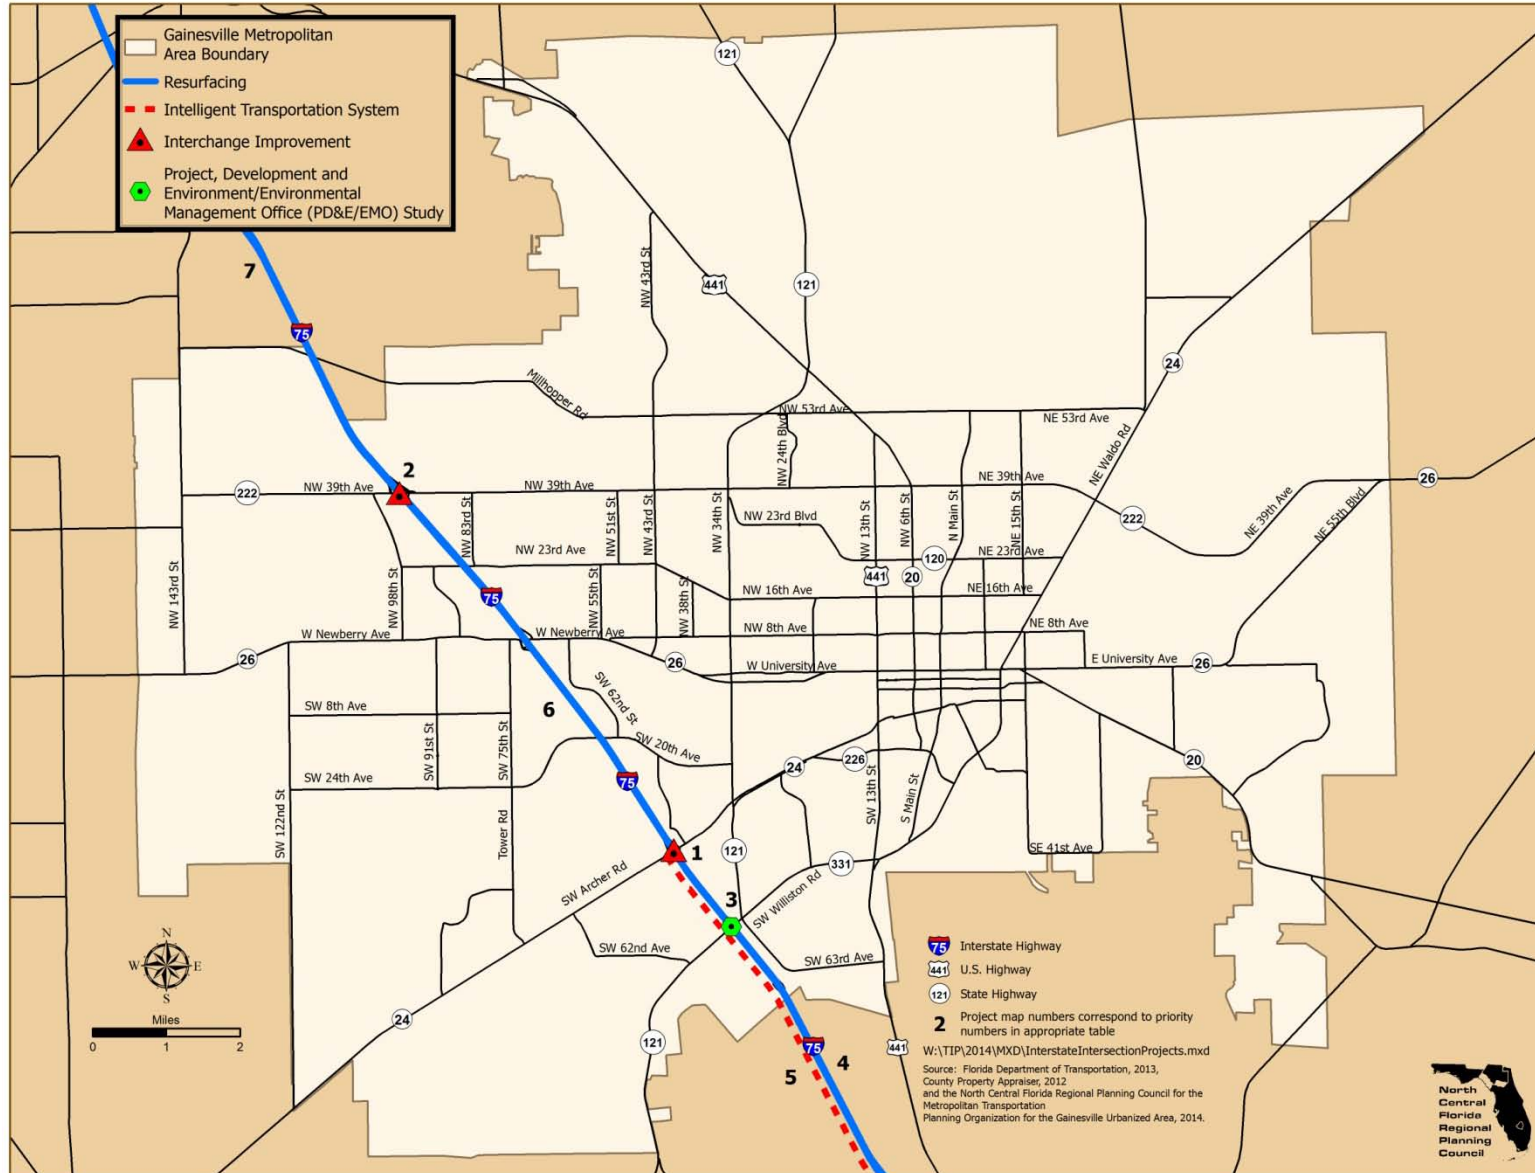 Gainesville Metropolitan
Area Boundary
Resurfacing
Intelligent Transportation System
Interchange Improvement
Project, Development and
Environment/Environmental
Management Office (PD&E/EMO) Study
121
7
75
NW 43rd St
441
121
24
Millhopper Rd
NW 53rd Ave
NE 53rd Ave
NW 24th Blvd
NE Waldo Rd
2
222
NW 39th Ave
NW 39th Ave
NE 39th Ave
26
NW 83rd St
NW 51st St
NW 43rd St
NW 34th St
NW 23rd Blvd
NW 13th St
NW 6th St
N Main St
NE 15th St
222
NE 39th Ave
NE 55th Blvd
NW 23rd Ave
120
NE 23rd Ave
NW 143rd St
NW 98th St
75
NW 55th St
NW 38th St
NW 16th Ave
441
20
NE 16th Ave
W Newberry Ave
W Newberry Ave
NW 8th Ave
NE 8th Ave
26
26
W University Ave
E University Ave
26
SW 62nd St
SW 8th Ave
6
SW 91st St
SW 75th St
SW 20th Ave
24
226
20
SW 24th Ave
75
SW 13th St
S Main St
SW 122nd St
Tower Rd
1
121
331
SE 41st Ave
SW Archer Rd
3
SW Williston Rd
SW 62nd Ave
SW 63rd Ave
24
121
75
4
5
441
N
W
E
S
Miles
0
1
2
75
Interstate Highway
441
U.S. Highway
121
State Highway
2
Project map numbers correspond to priority
numbers in appropriate table
W:\TIP\2014\MXD\InterstateIntersectionProjects.mxd
Source: Florida Department of Transportation, 2013,
County Property Appraiser, 2012
and the North Central Florida Regional Planning Council for the
Metropolitan Transportation
Planning Organization for the Gainesville Urbanized Area, 2014.
North
Central
Florida
Regional
Planning
Council